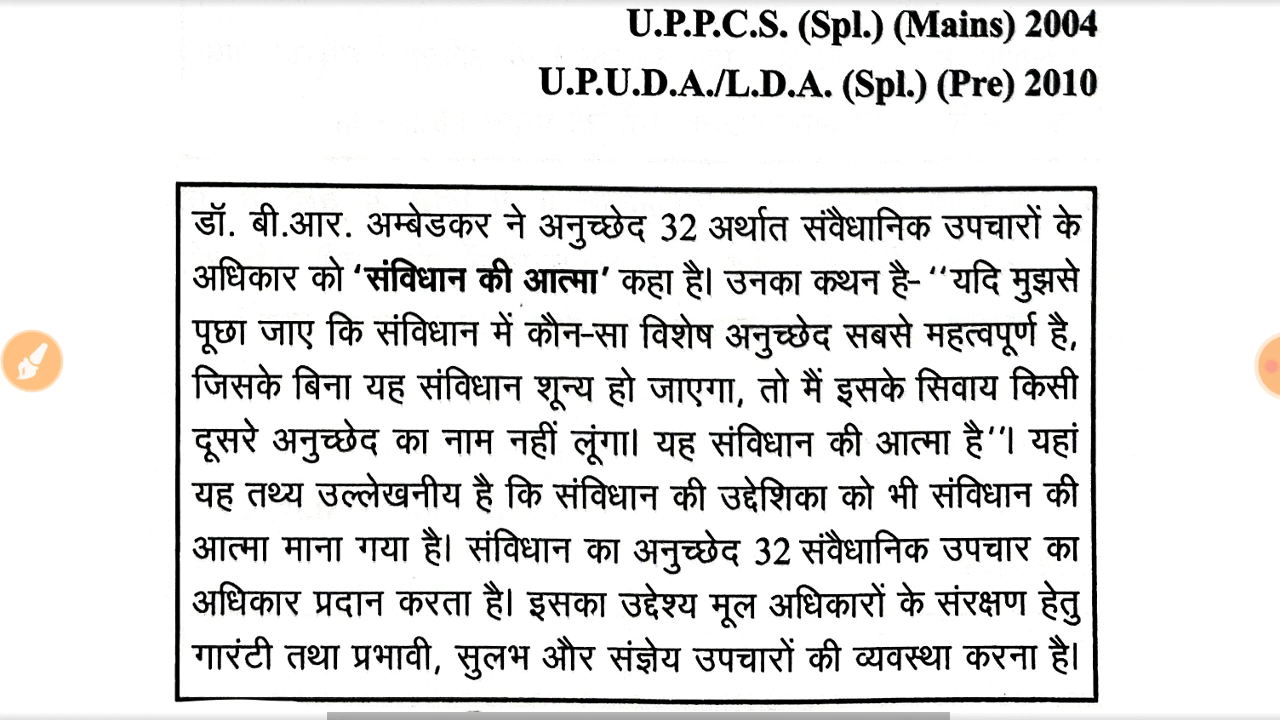 U.P.P.C.S. (Spl.) (Mains) 2004
U.P.U.D.A./L.D.A. (Spl.) (Pre) 2010
डॉ. बी.आर. अम्बेडकर ने अनुच्छेद 32 अर्थात संवैधानिक उपचारों के
अधिकार को ‘संविधान की आत्मा’ कहा है। उनका कथन है- ‘‘यदि मुझसे
पूछा जाए कि संविधान में कौन-सा विशेष अनुच्छेद सबसे महत्वपूर्ण है,
जिसके बिना यह संविधान शून्य हो जाएगा, तो मैं इसके सिवाय किसी
दूसरे अनुच्छेद का नाम नहीं लूंगा। यह संविधान की आत्मा है’’। यहां
यह तथ्य उल्लेखनीय है कि संविधान की उद्देशिका को भी संविधान की
आत्मा माना गया है। संविधान का अनुच्छेद 32 संवैधानिक उपचार का
अधिकार प्रदान करता है। इसका उद्देश्य मूल अधिकारों के संरक्षण हेतु
गारंटी तथा प्रभावी, सुलभ और संज्ञेय उपचारों की व्यवस्था करना है।